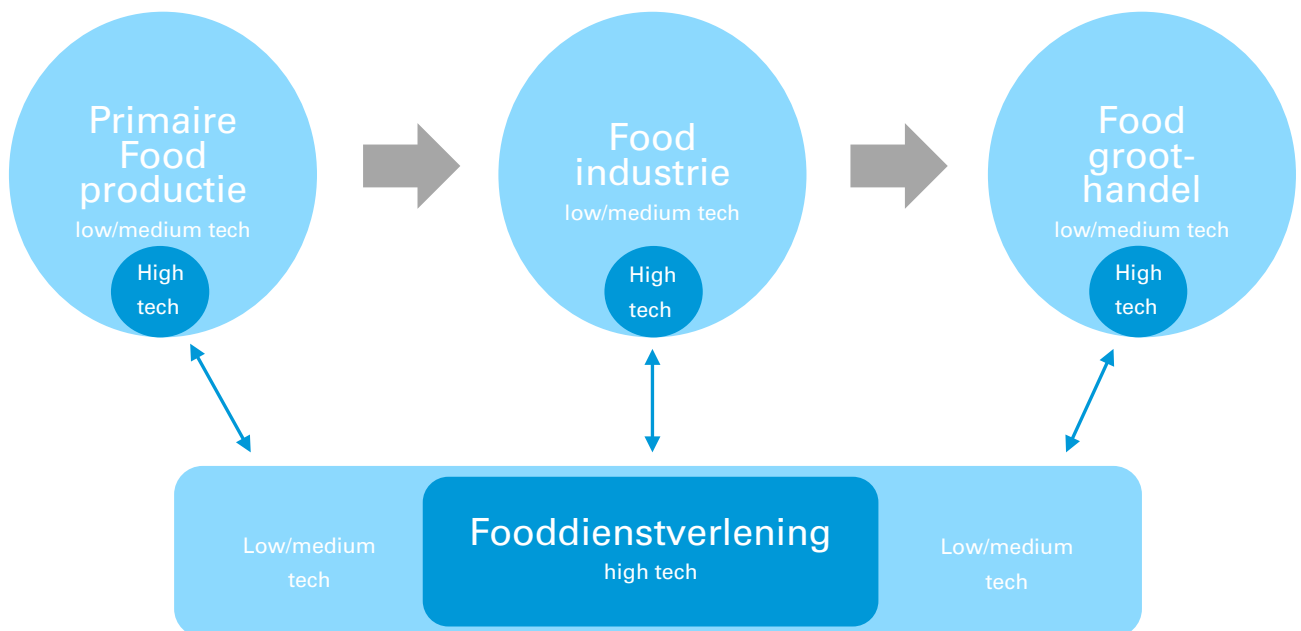 Primaire
Food
productie
low/medium tech
High
tech
Food
industrie
low/medium tech
High
tech
Food
groot-
handel
low/medium tech
High
tech
Low/medium
tech
Fooddienstverlening
high tech
Low/medium
tech